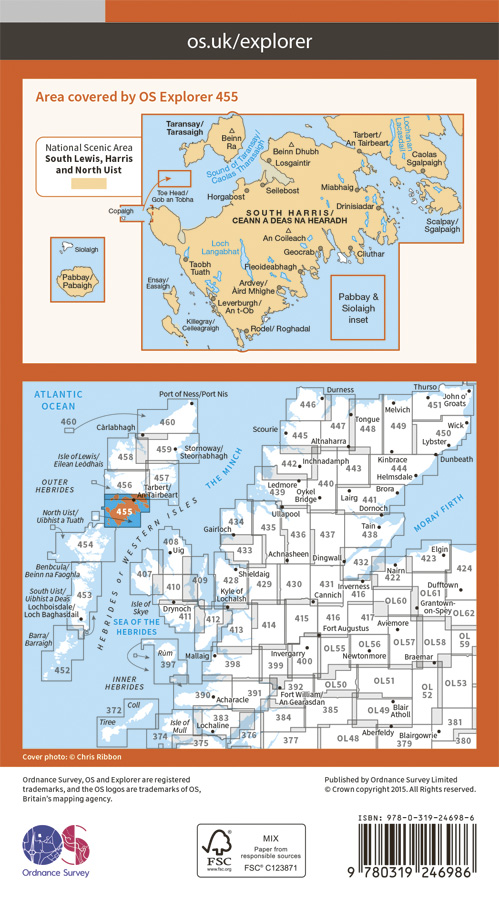 os.uk/explorer
Area covered by OS Explorer 455
National Scenic Area
South Lewis, Harris
and North Uist
Taransay/
Tarasaigh
Beinn
Ra
Sound of Taransay/
Caolas Tharasaigh
Beinn Dhubh
Losgaintir
Tarbert/
An Tairbeart
Lochanan
Lacasdail
Caolas
Sgalpaigh
Toe Head/
Gob an Tobha
Copaigh
Horgabost
Seilebost
Miabhaig
Drinisiadar
SOUTH HARRIS/
CEANN A DEAS NA HEARADH
Scalpay/
Sgalpaigh
Siolaigh
Pabbay/
Pabaigh
Loch
Langabhat
An Coileach
Geocrab
Cliuthar
Taobh
Tuath
Fleoideabhagh
Ensay/
Easaigh
Ardvey/
Àird Mhighe
Leverburgh/
An t-Ob
Killegray/
Ceileagraigh
Rodel/ Roghadal
Pabbay &
Siolaigh
inset
ATLANTIC
OCEAN
460
Port of Ness/Port Nis
460
Càrlabhagh
458
459
Stornoway/
Steornabhagh
Isle of Lewis/
Eilean Leòdhais
456
457
Tarbert/
An Tairbeart
OUTER
HEBRIDES
455
North Uist/
Uibhist a Tuath
454
Benbecula/
Beinn na Faoghla
453
South Uist/
Uibhist a Deas
Lochboisdale/
Loch Baghasdail
Barra/
Barraigh
452
HEBRIDES or WESTERN ISLES
THE MINCH
SEA OF THE
HEBRIDES
INNER
HEBRIDES
MORAY FIRTH
Durness
446
447
Tongue
448
Melvich
449
Thurso
451
John o'
Groats
Wick
450
Lybster
Dunbeath
Scourie
445
Altnaharra
Kinbrace
444
Helmsdale
442
Inchnadamph
443
Ledmore
439
Oykel
Bridge
440
Lairg
441
Brora
Dornoch
Ullapool
Tain
438
434
Gairloch
433
435
436
437
Achnasheen
Dingwall
432
Nairn
422
423
Elgin
424
408
Uig
407
409
410
Isle of
Skye
Drynoch
411
412
413
428
Shieldaig
Kyle of
Lochalsh
429
430
431
Cannich
Inverness
414
415
416
417
Fort Augustus
OL60
OL61
Grantown-
on-Spey
Dufftown
OL62
418
Aviemore
OL57
OL58
OL
59
Rùm
397
Mallaig
398
399
Invergarry
400
OL55
OL56
Newtonmore
Braemar
390
Acharacle
391
392
Fort William/
An Gearasdan
OL50
OL51
OL
52
OL53
372
Coll
Tiree
374
Isle of
Mull
375
383
Lochaline
376
384
377
385
OL48
OL49
Blair
Atholl
Aberfeldy
379
Blairgowrie
381
380
Cover photo: © Chris Ribbon
Ordnance Survey, OS and Explorer are registered
trademarks, and the OS logos are trademarks of OS,
Britain's mapping agency.
Published by Ordnance Survey Limited
© Crown copyright 2015. All Rights reserved.
OS
Ordnance Survey
FSC
www.fsc.org
MIX
Paper from
responsible sources
FSC® C123871
ISBN: 978-0-319-24698-6
9 780319 246986